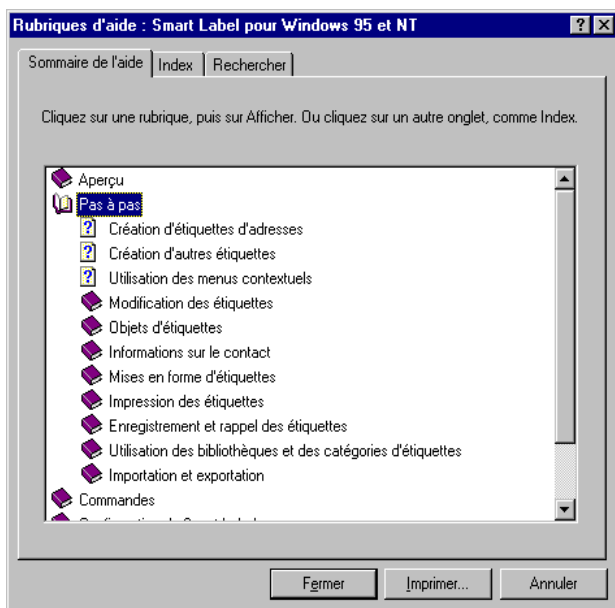 Rubriques d'aide : Smart Label pour Windows 95 et NT
Sommaire de l'aide Index Rechercher
Cliquez sur une rubrique, puis sur Afficher. Ou cliquez sur un autre onglet, comme Index.
Aperçu
Pas à pas
Création d'étiquettes d'adresses
Création d'autres étiquettes
Utilisation des menus contextuels
Modification des étiquettes
Objets d'étiquettes
Informations sur le contact
Mises en forme d'étiquettes
Impression des étiquettes
Enregistrement et rappel des étiquettes
Utilisation des bibliothèques et des catégories d'étiquettes
Importation et exportation
Commandes
Fermer Imprimer... Annuler